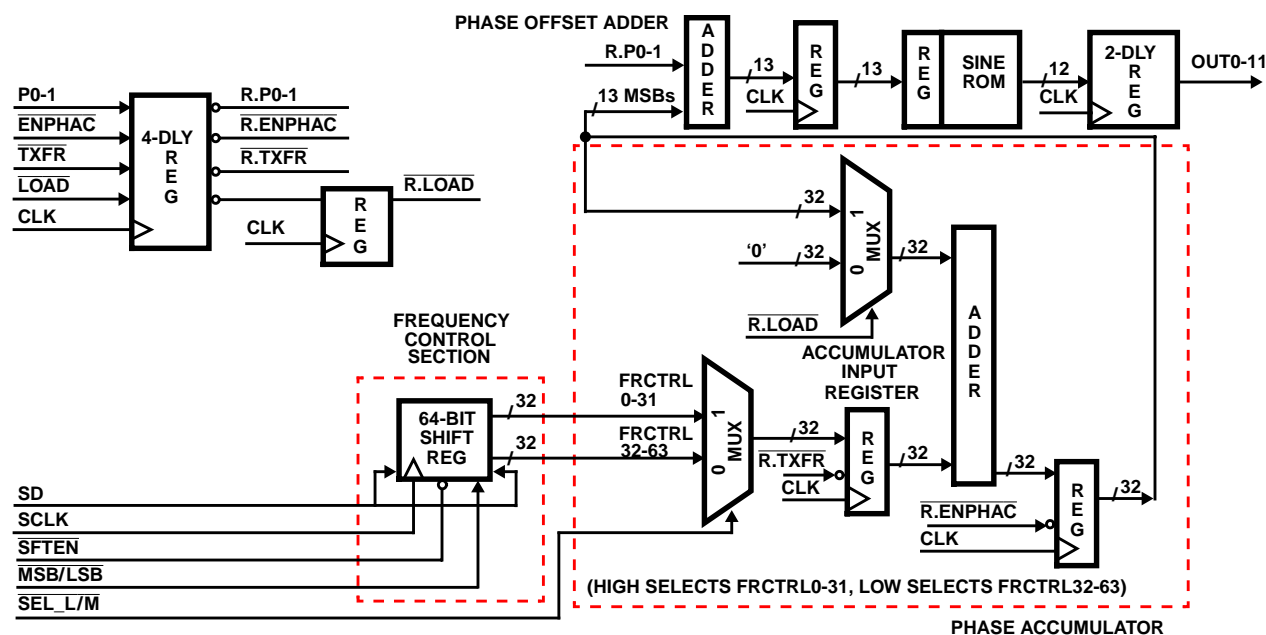 PHASE OFFSET ADDER
R.P0-1
13 MSBs
ADDER
13
CLK
REG
13
REG
SINE
ROM
12
CLK
2-DLY
REG
OUT0-11
P0-1
ENPHAC
TXFR
LOAD
CLK
4-DLY
REG
R.P0-1
R.ENPHAC
R.TXFR
CLK
REG
R.LOAD
32
'0'
32
1
0
MUX
32
R.LOAD
ADDER
FREQUENCY
CONTROL
SECTION
64-BIT
SHIFT
REG
32
32
FRCTRL
0-31
FRCTRL
32-63
1
0
MUX
32
ACCUMULATOR
INPUT
REGISTER
R.TXFR
CLK
REG
32
32
R.ENPHAC
CLK
REG
32
SD
SCLK
SFTEN
MSB/LSB
SEL_L/M
(HIGH SELECTS FRCTRL0-31, LOW SELECTS FRCTRL32-63)
PHASE ACCUMULATOR